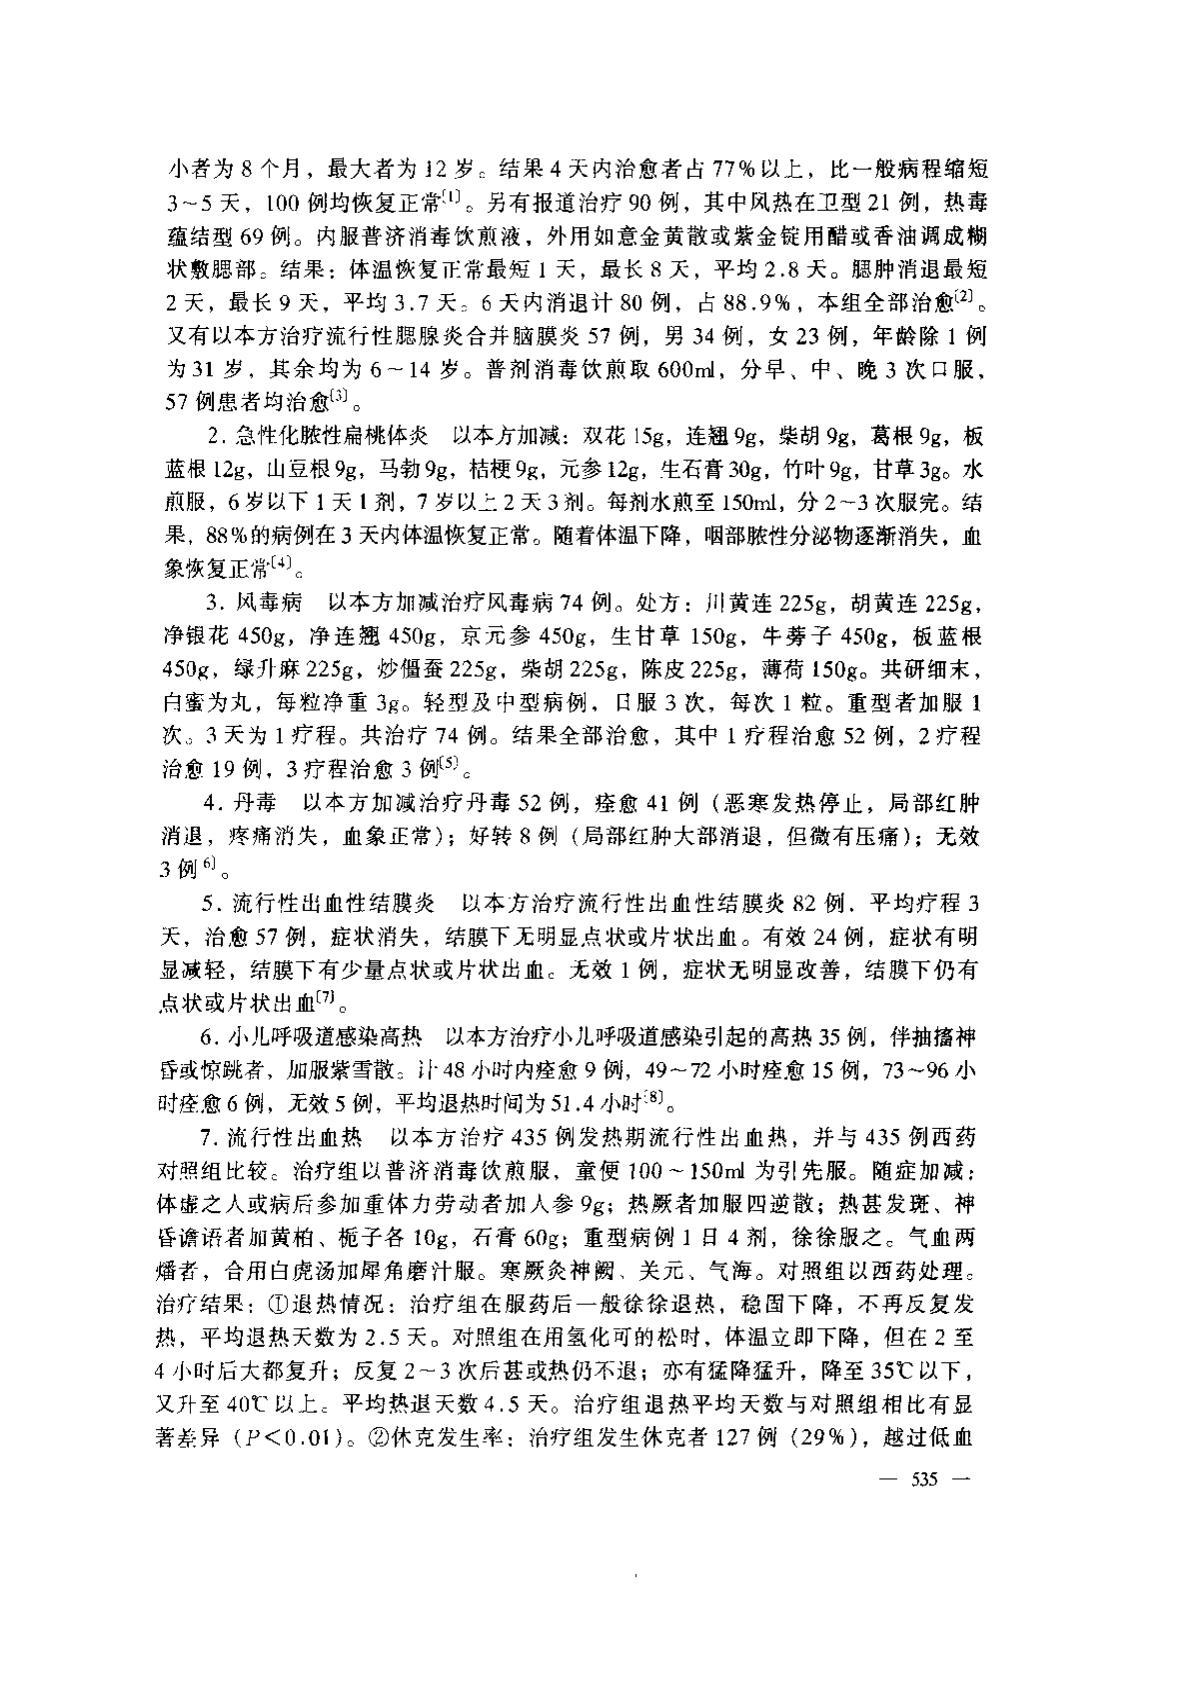 小者为 8 个月，最大者为 12 岁。结果 4 天内治愈者占 77%以上，比一般病程缩短
3~5 天，100 例均恢复正常〔1〕。另有报道治疗 90 例，其中风热在卫型 21 例，热毒
蕴结型 69 例。内服普济消毒饮煎液，外用如意金黄散或紫金锭用醋或香油调成糊
状敷腮部。结果：体温恢复正常最短 1 天，最长 8 天，平均 2.8 天。腮肿消退最短
2 天，最长 9 天，平均 3.7 天。6 天内消退计 80 例，占 88.9%，本组全部治愈〔2〕。
又有以本方治疗流行性腮腺炎合并脑膜炎 57 例，男 34 例，女 23 例，年龄除 1 例
为 31 岁，其余均为 6~14 岁。普剂消毒饮煎取 600ml，分早、中、晚 3 次口服，
57 例患者均治愈〔3〕。
2. 急性化脓性扁桃体炎　以本方加减：双花 15g，连翘 9g，柴胡 9g，葛根 9g，板
蓝根 12g，山豆根 9g，马勃 9g，桔梗 9g，元参 12g，生石膏 30g，竹叶 9g，甘草 3g。水
煎服，6 岁以下 1 天 1 剂，7 岁以上 2 天 3 剂。每剂水煎至 150ml，分 2~3 次服完。结
果，88%的病例在 3 天内体温恢复正常。随着体温下降，咽部脓性分泌物逐渐消失，血
象恢复正常〔4〕。
3. 风毒病　以本方加减治疗风毒病 74 例。处方：川黄连 225g，胡黄连 225g，
净银花 450g，净连翘 450g，京元参 450g，生甘草 150g，牛蒡子 450g，板蓝根
450g，绿升麻 225g，炒僵蚕 225g，柴胡 225g，陈皮 225g，薄荷 150g。共研细末，
白蜜为丸，每粒净重 3g。轻型及中型病例，日服 3 次，每次 1 粒。重型者加服 1
次。3 天为 1 疗程。共治疗 74 例。结果全部治愈，其中 1 疗程治愈 52 例，2 疗程
治愈 19 例，3 疗程治愈 3 例〔5〕。
4. 丹毒　以本方加减治疗丹毒 52 例，痊愈 41 例（恶寒发热停止，局部红肿
消退，疼痛消失，血象正常）；好转 8 例（局部红肿大部消退，但微有压痛）；无效
3 例〔6〕。
5. 流行性出血性结膜炎　以本方治疗流行性出血性结膜炎 82 例，平均疗程 3
天，治愈 57 例，症状消失，结膜下无明显点状或片状出血。有效 24 例，症状有明
显减轻，结膜下有少量点状或片状出血。无效 1 例，症状无明显改善，结膜下仍有
点状或片状出血〔7〕。
6. 小儿呼吸道感染高热　以本方治疗小儿呼吸道感染引起的高热 35 例，伴抽搐神
昏或惊跳者，加服紫雪散。计 48 小时内痊愈 9 例，49~72 小时痊愈 15 例，73~96 小
时痊愈 6 例，无效 5 例，平均退热时间为 51.4 小时〔8〕。
7. 流行性出血热　以本方治疗 435 例发热期流行性出血热，并与 435 例西药
对照组比较。治疗组以普济消毒饮煎服，童便 100~150ml 为引先服。随症加减：
体虚之人或病后参加重体力劳动者加人参 9g；热厥者加服四逆散；热甚发斑、神
昏谵语者加黄柏、栀子各 10g，石膏 60g；重型病例 1 日 4 剂，徐徐服之。气血两
燔者，合用白虎汤加犀角磨汁服。寒厥灸神阙、关元、气海。对照组以西药处理。
治疗结果：①退热情况：治疗组在服药后一般徐徐退热，稳固下降，不再反复发
热，平均退热天数为 2.5 天。对照组在用氢化可的松时，体温立即下降，但在 2 至
4 小时后大都复升；反复 2~3 次后甚或热仍不退；亦有猛降猛升，降至 35℃以下，
又升至 40℃以上。平均热退天数 4.5 天。治疗组退热平均天数与对照组相比有显
著差异（P＜0.01）。②休克发生率：治疗组发生休克者 127 例（29%），越过低血
— 535 —